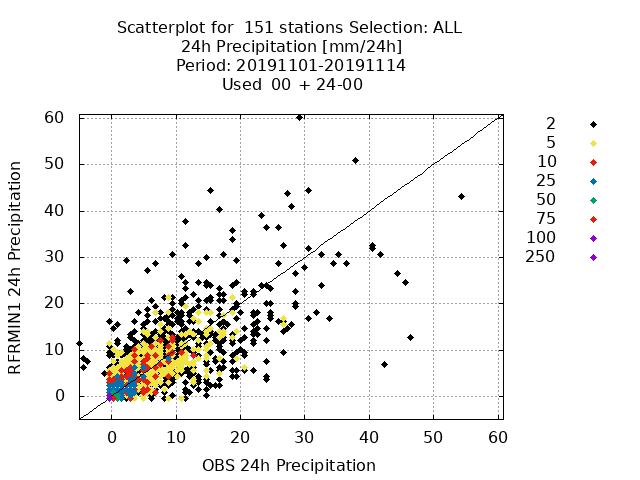 Scatterplot for  151 stations Selection: ALL
24h Precipitation [mm/24h]
Period: 20191101-20191114
Used  00 + 24-00
RFRMIN1 24h Precipitation
60
50
40
30
20
10
0
0 10 20 30 40 50 60
OBS 24h Precipitation
2
5
10
25
50
75
100
250